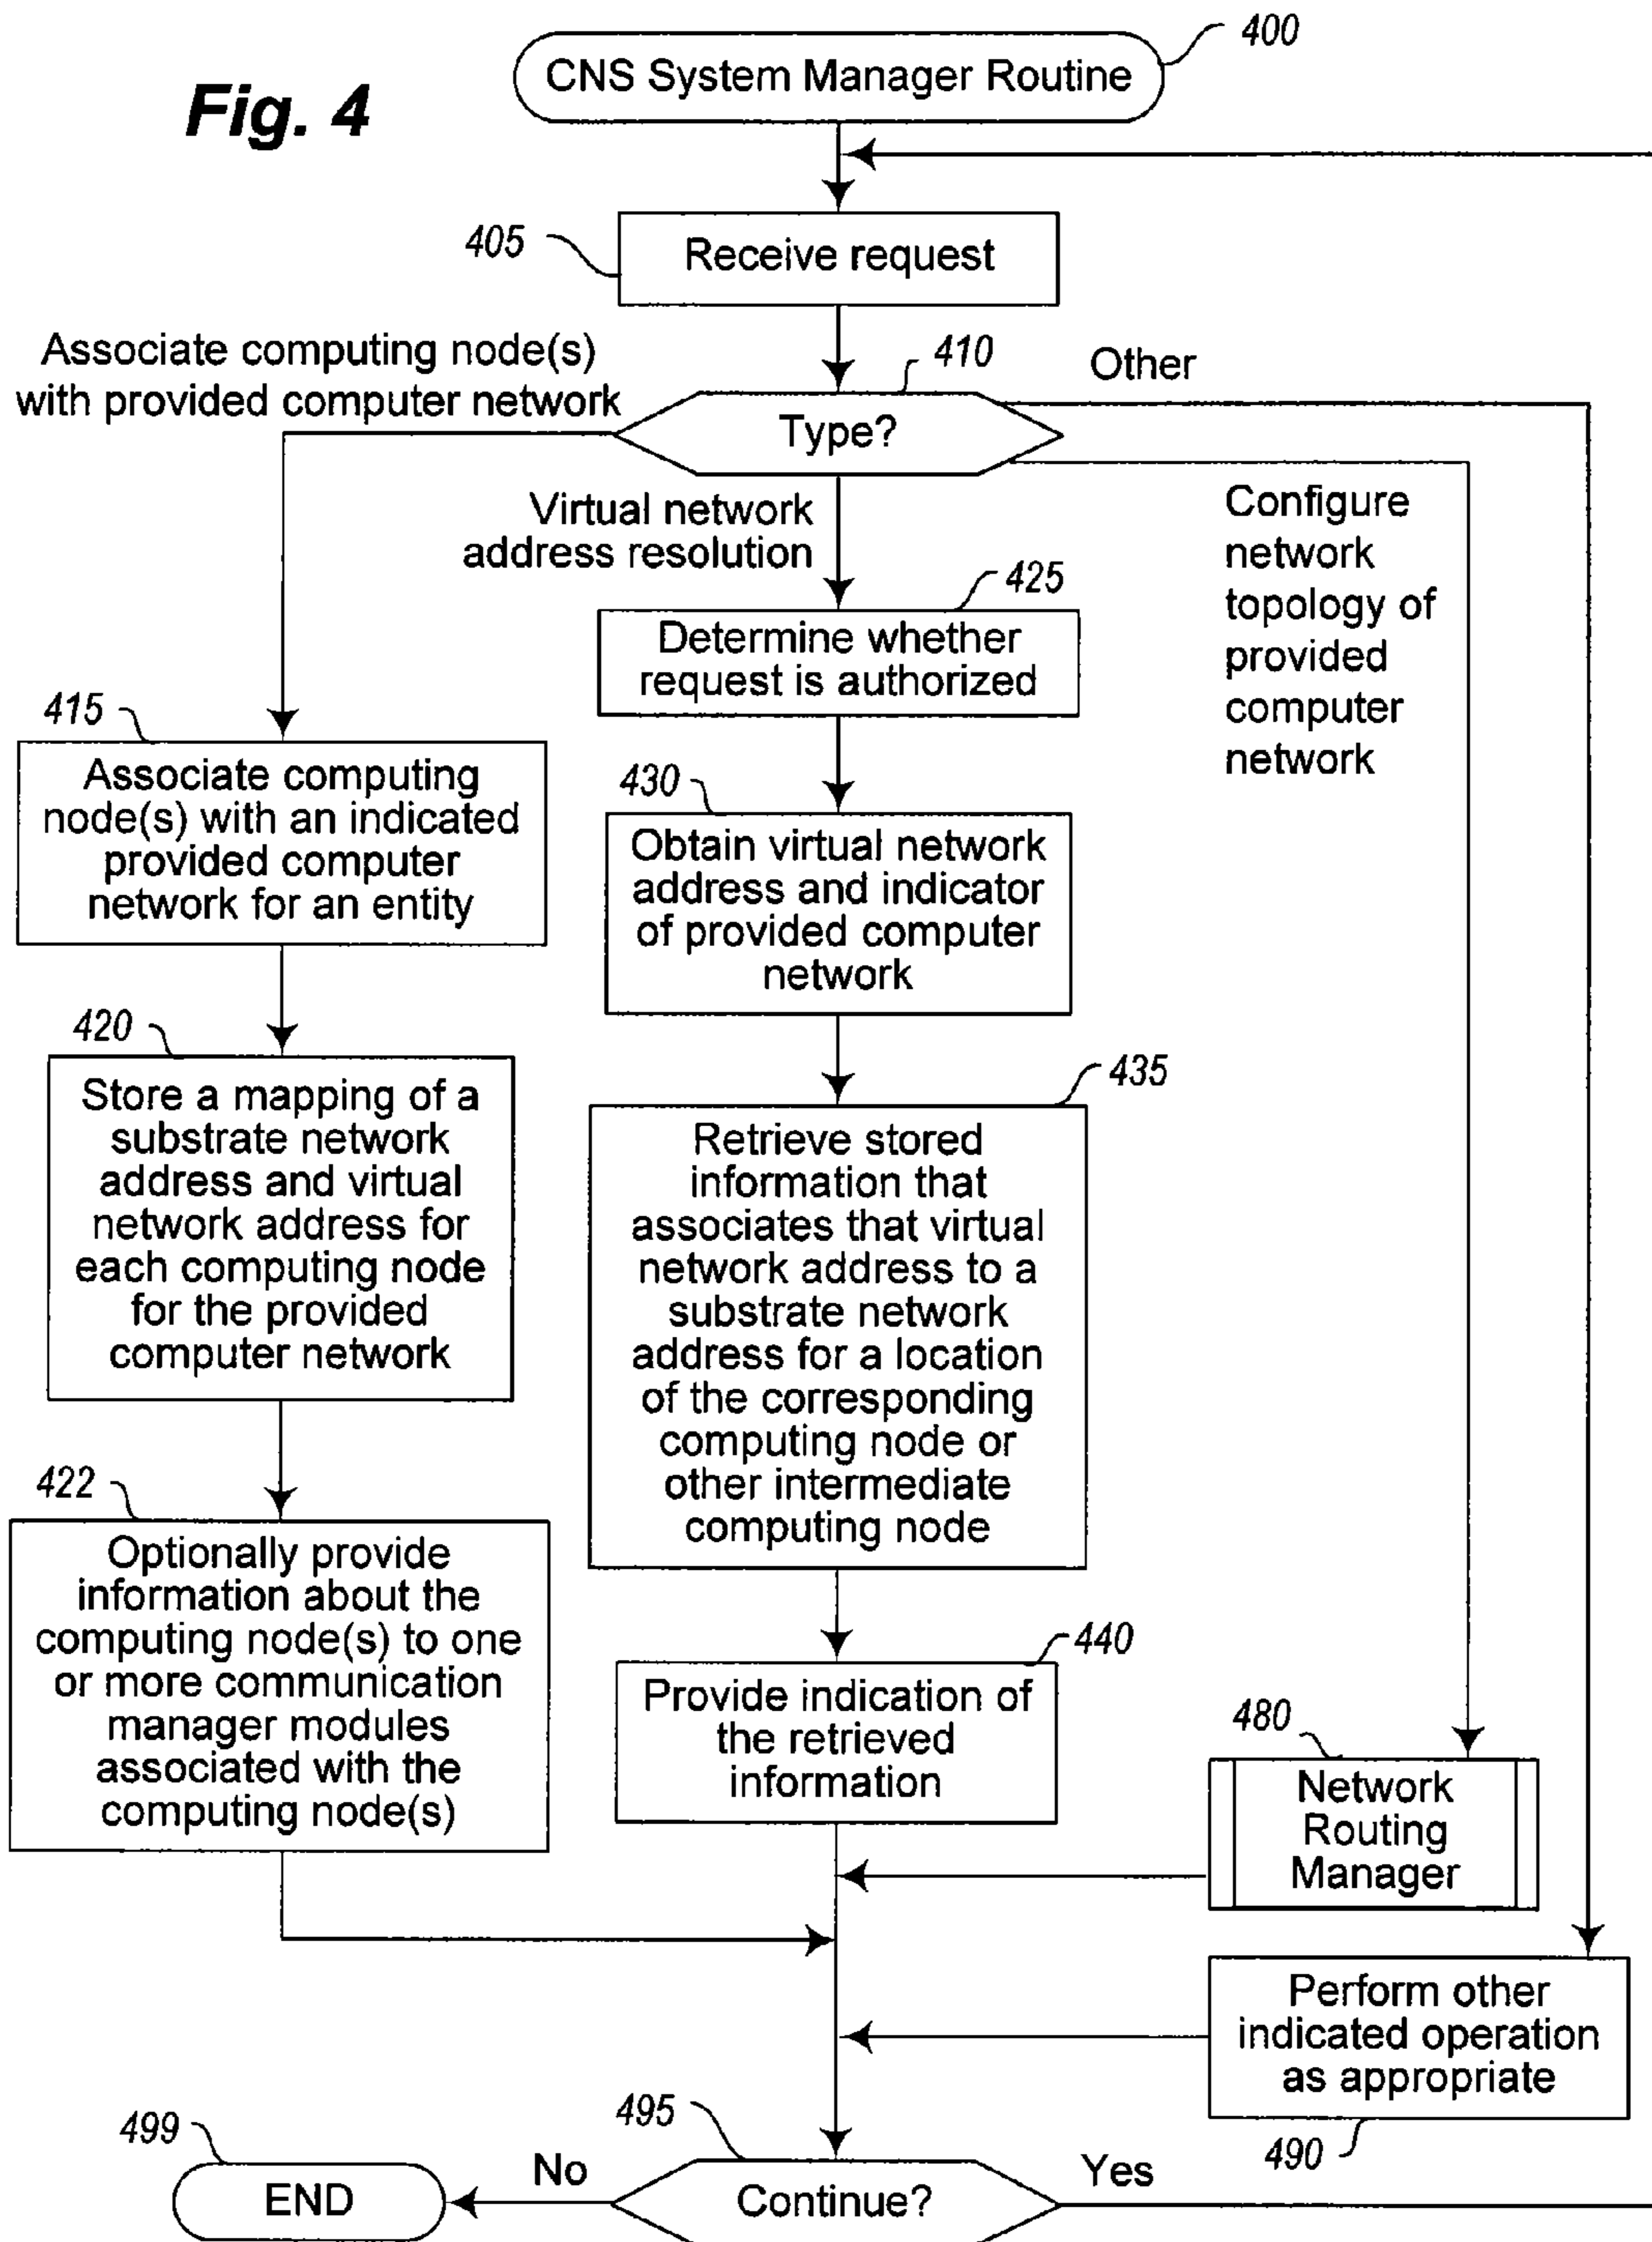 Fig. 4
400
CNS System Manager Routine
405
Receive request
Associate computing node(s)
with provided computer network
410
Type?
Other
Virtual network
address resolution
Configure
network
topology of
provided
computer
network
425
Determine whether
request is authorized
415
Associate computing
node(s) with an indicated
provided computer
network for an entity
430
Obtain virtual network
address and indicator
of provided computer
network
420
Store a mapping of a
substrate network
address and virtual
network address for
each computing node
for the provided
computer network
435
Retrieve stored
information that
associates that virtual
network address to a
substrate network
address for a location
of the corresponding
computing node or
other intermediate
computing node
422
Optionally provide
information about the
computing node(s) to one
or more communication
manager modules
associated with the
computing node(s)
440
Provide indication of
the retrieved
information
480
Network
Routing
Manager
Perform other
indicated operation
as appropriate
490
495
Continue?
Yes
No
499
END